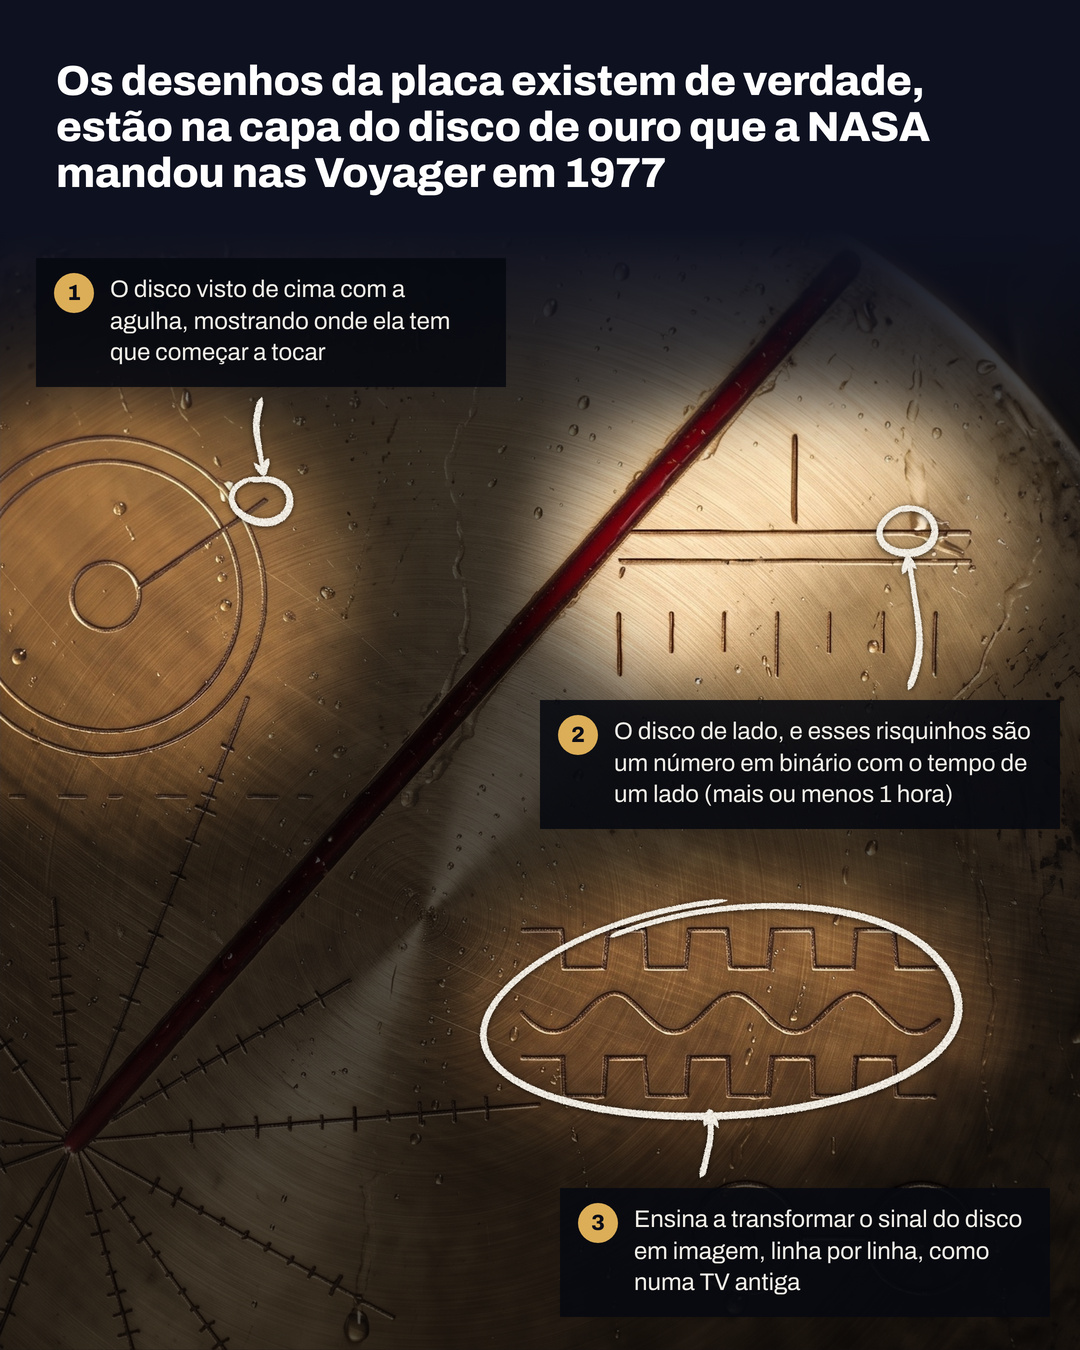 Os desenhos da placa existem de verdade,
estão na capa do disco de ouro que a NASA
mandou nas Voyager em 1977
1
O disco visto de cima com a
agulha, mostrando onde ela tem
que começar a tocar
2
O disco de lado, e esses risquinhos são
um número em binário com o tempo de
um lado (mais ou menos 1 hora)
3
Ensina a transformar o sinal do disco
em imagem, linha por linha, como
numa TV antiga